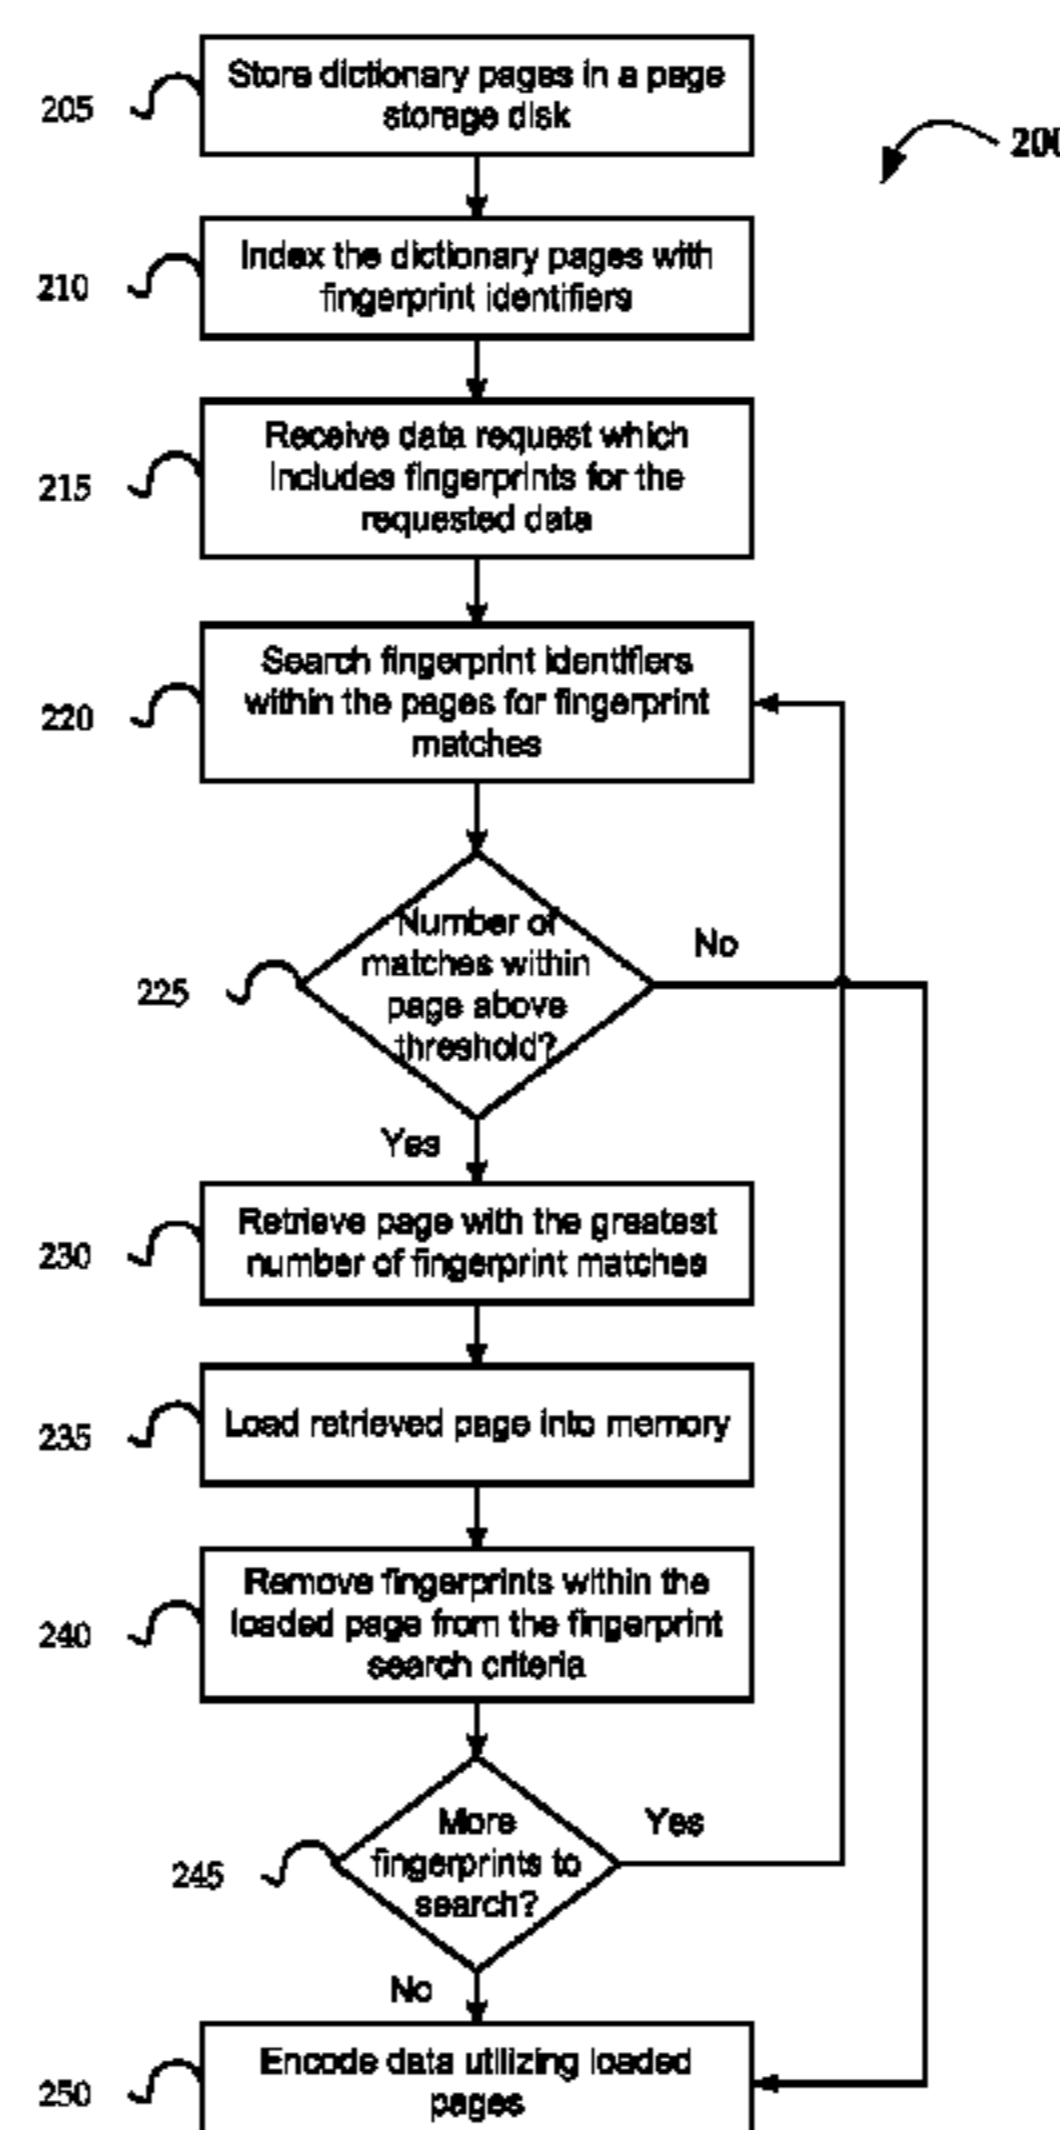 Store dictionary pages in a page
storage disk
205
200
Index the dictionary pages with
fingerprint identifiers
210
Receive data request which
includes fingerprints for the
requested data
215
Search fingerprint identifiers
within the pages for fingerprint
matches
220
Number of
matches within
page above
threshold?
No
225
Yes
Retrieve page with the greatest
number of fingerprint matches
230
Load retrieved page into memory
235
Remove fingerprints within the
loaded page from the fingerprint
search criteria
240
More
fingerprints to
search?
Yes
245
No
Encode data utilizing loaded
pages
250